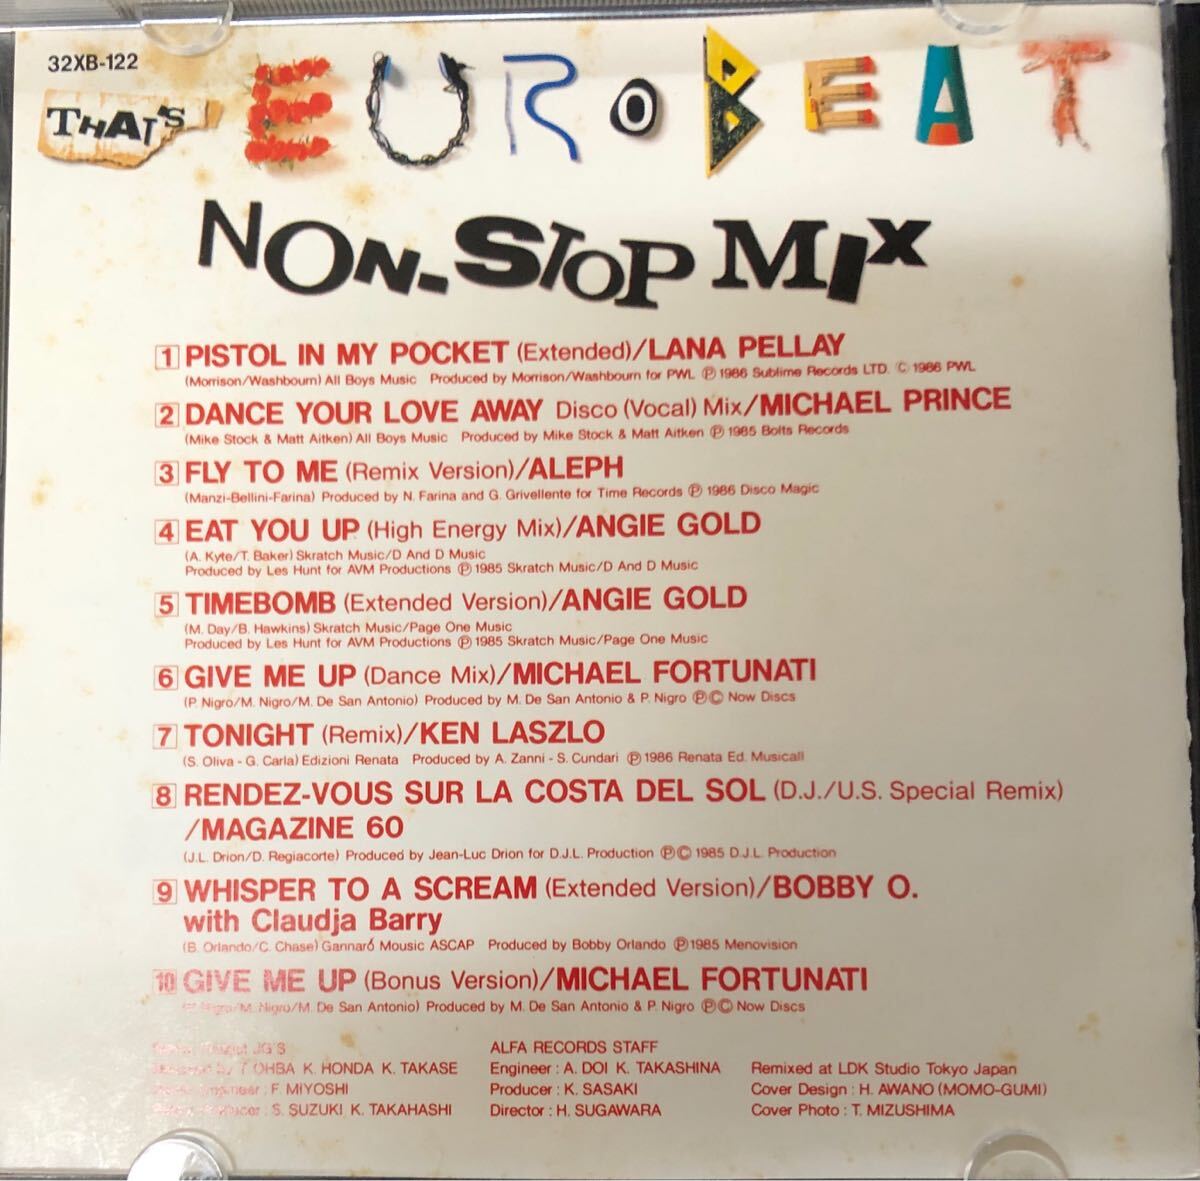 32XB-122
THAT'S EUROBEAT
NON-STOP MIX
1 PISTOL IN MY POCKET (Extended)/LANA PELLAY
(Morrison/Washbourn) All Boys Music Produced by Morrison/Washbourn for PWL Ⓟ 1986 Sublime Records LTD. © 1986 PWL
2 DANCE YOUR LOVE AWAY Disco (Vocal) Mix/MICHAEL PRINCE
(Mike Stock & Matt Aitken) All Boys Music Produced by Mike Stock & Matt Aitken Ⓟ 1985 Bolts Records
3 FLY TO ME (Remix Version)/ALEPH
(Manzi-Bellini-Farina) Produced by N. Farina and G. Grivellente for Time Records Ⓟ 1986 Disco Magic
4 EAT YOU UP (High Energy Mix)/ANGIE GOLD
(A. Kyte/T. Baker) Skratch Music/D And D Music
Produced by Les Hunt for AVM Productions Ⓟ 1985 Skratch Music/D And D Music
5 TIMEBOMB (Extended Version)/ANGIE GOLD
(M. Day/B. Hawkins) Skratch Music/Page One Music
Produced by Les Hunt for AVM Productions Ⓟ 1985 Skratch Music/Page One Music
6 GIVE ME UP (Dance Mix)/MICHAEL FORTUNATI
(P. Nigro/M. Nigro/M. De San Antonio) Produced by M. De San Antonio & P. Nigro Ⓟ© Now Discs
7 TONIGHT (Remix)/KEN LASZLO
(S. Oliva - G. Carla) Edizioni Renata Produced by A. Zanni - S. Cundari Ⓟ 1986 Renata Ed. Musicali
8 RENDEZ-VOUS SUR LA COSTA DEL SOL (D.J./U.S. Special Remix)
/MAGAZINE 60
(J.L. Drion/D. Regiacorte) Produced by Jean-Luc Drion for D.J.L. Production Ⓟ© 1985 D.J.L. Production
9 WHISPER TO A SCREAM (Extended Version)/BOBBY O.
with Claudja Barry
(B. Orlando/C. Chase) Gannaró Mousic ASCAP Produced by Bobby Orlando Ⓟ1985 Menovision
10 GIVE ME UP (Bonus Version)/MICHAEL FORTUNATI
(P. Nigro/M. Nigro/M. De San Antonio) Produced by M. De San Antonio & P. Nigro Ⓟ© Now Discs
JG'S
by T OHBA K. HONDA K. TAKASE
Engineer : F. MIYOSHI
S. SUZUKI K. TAKAHASHI
ALFA RECORDS STAFF
Engineer : A. DOI K. TAKASHINA
Producer : K. SASAKI
Director : H. SUGAWARA
Remixed at LDK Studio Tokyo Japan
Cover Design : H. AWANO (MOMO-GUMI)
Cover Photo : T. MIZUSHIMA